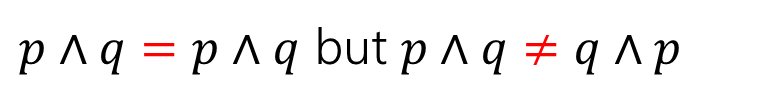 𝑝 ∧ 𝑞 = 𝑝 ∧ 𝑞 but 𝑝 ∧ 𝑞 ≠ 𝑞 ∧ 𝑝